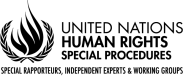 UNITED NATIONS
HUMAN RIGHTS
SPECIAL PROCEDURES
SPECIAL RAPPORTEURS, INDEPENDENT EXPERTS & WORKING GROUPS